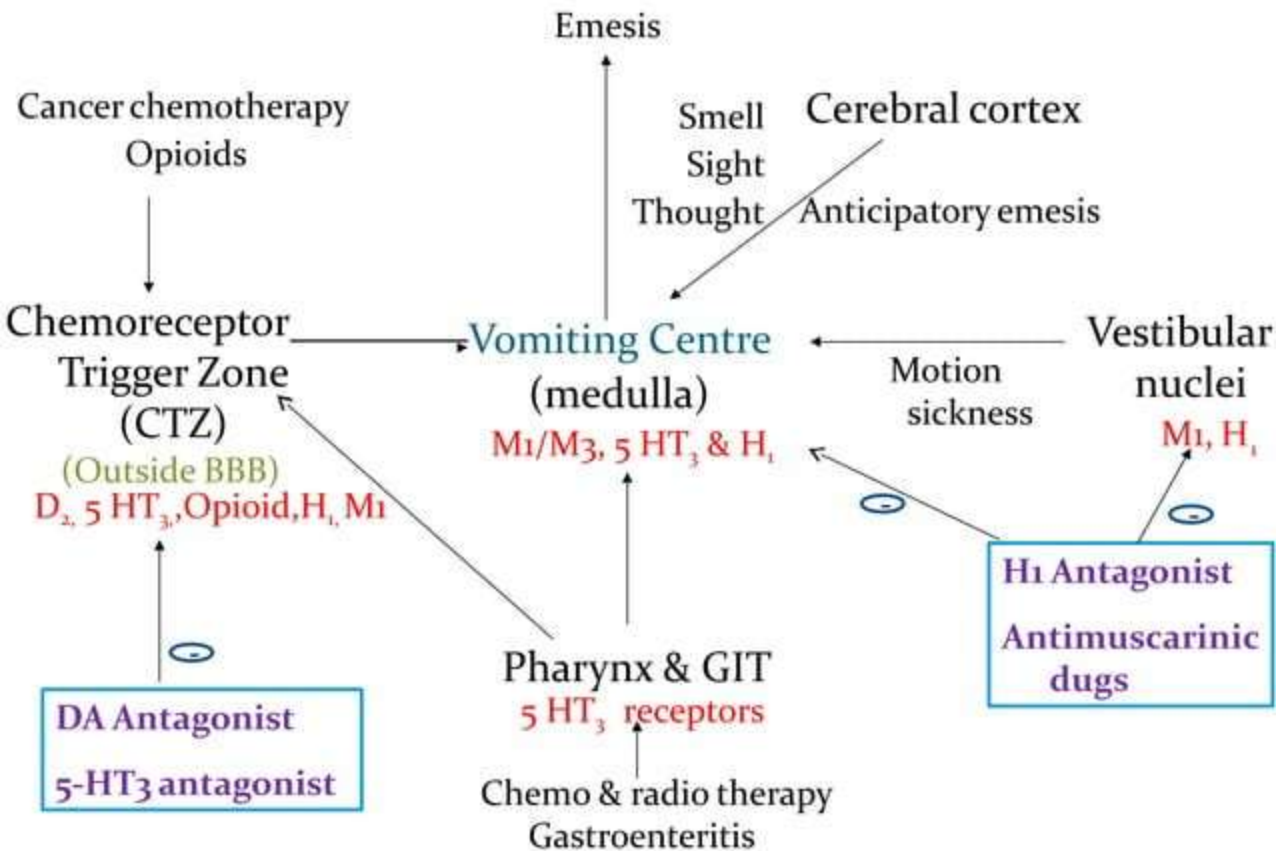 Emesis
Cancer chemotherapy
Opioids
Smell
Sight
Thought
Cerebral cortex
Anticipatory emesis
Chemoreceptor
Trigger Zone
(CTZ)
(Outside BBB)
D₂, 5 HT₃,,Opioid,H₁, M1
Vomiting Centre
(medulla)
M1/M3, 5 HT₃ & H₁
Motion
sickness
Vestibular
nuclei
M1, H₁
-
-
H1 Antagonist
Antimuscarinic
dugs
-
DA Antagonist
5-HT3 antagonist
Pharynx & GIT
5 HT₃ receptors
Chemo & radio therapy
Gastroenteritis